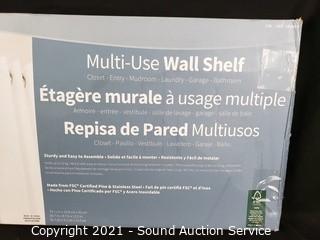 Multi-Use Wall Shelf
Closet · Entry · Mudroom · Laundry · Garage · Bathroom
Étagère murale à usage multiple
Armoire · entrée · vestibule · salle de lavage · garage · salle de bain
Repisa de Pared Multiusos
Closet · Pasillo · Vestíbulo · Lavadero · Garaje · Baño
Sturdy and Easy to Assemble · Solide et facile à monter · Resistente y Fácil de Instalar
Made from FSC® Certified Pine & Stainless Steel · Fait de pin certifié FSC® et d'inox
· Hecho con Pino Certificado por FSC® y Acero Inoxidable
FSC
Copyright 2021 - Sound Auction Service